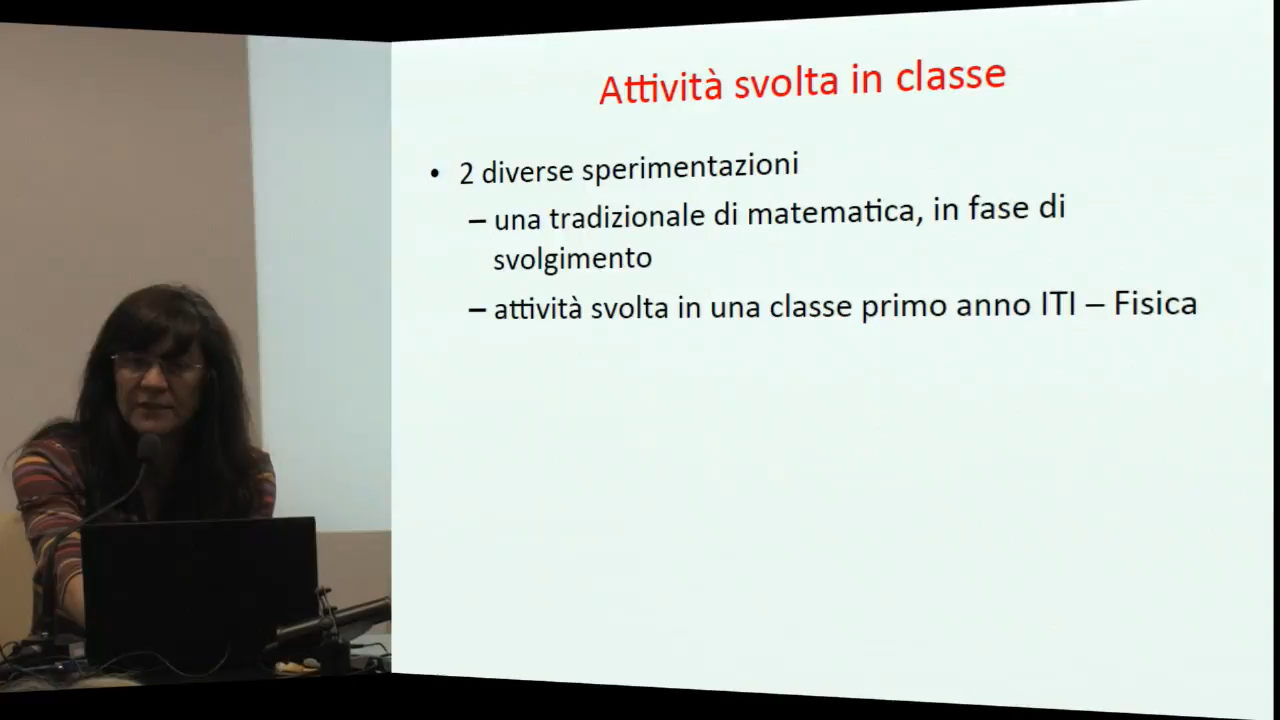 Attività svolta in classe
• 2 diverse sperimentazioni
– una tradizionale di matematica, in fase di
svolgimento
– attività svolta in una classe primo anno ITI – Fisica